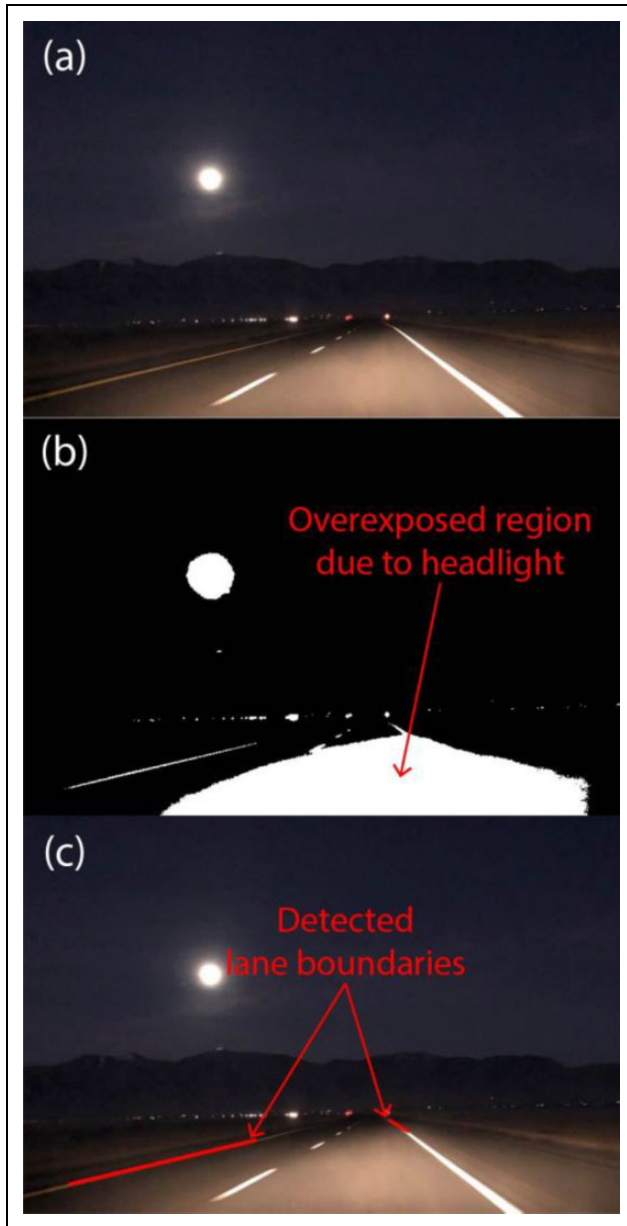 (a)
(b)
Overexposed region
due to headlight
(c)
Detected
lane boundaries